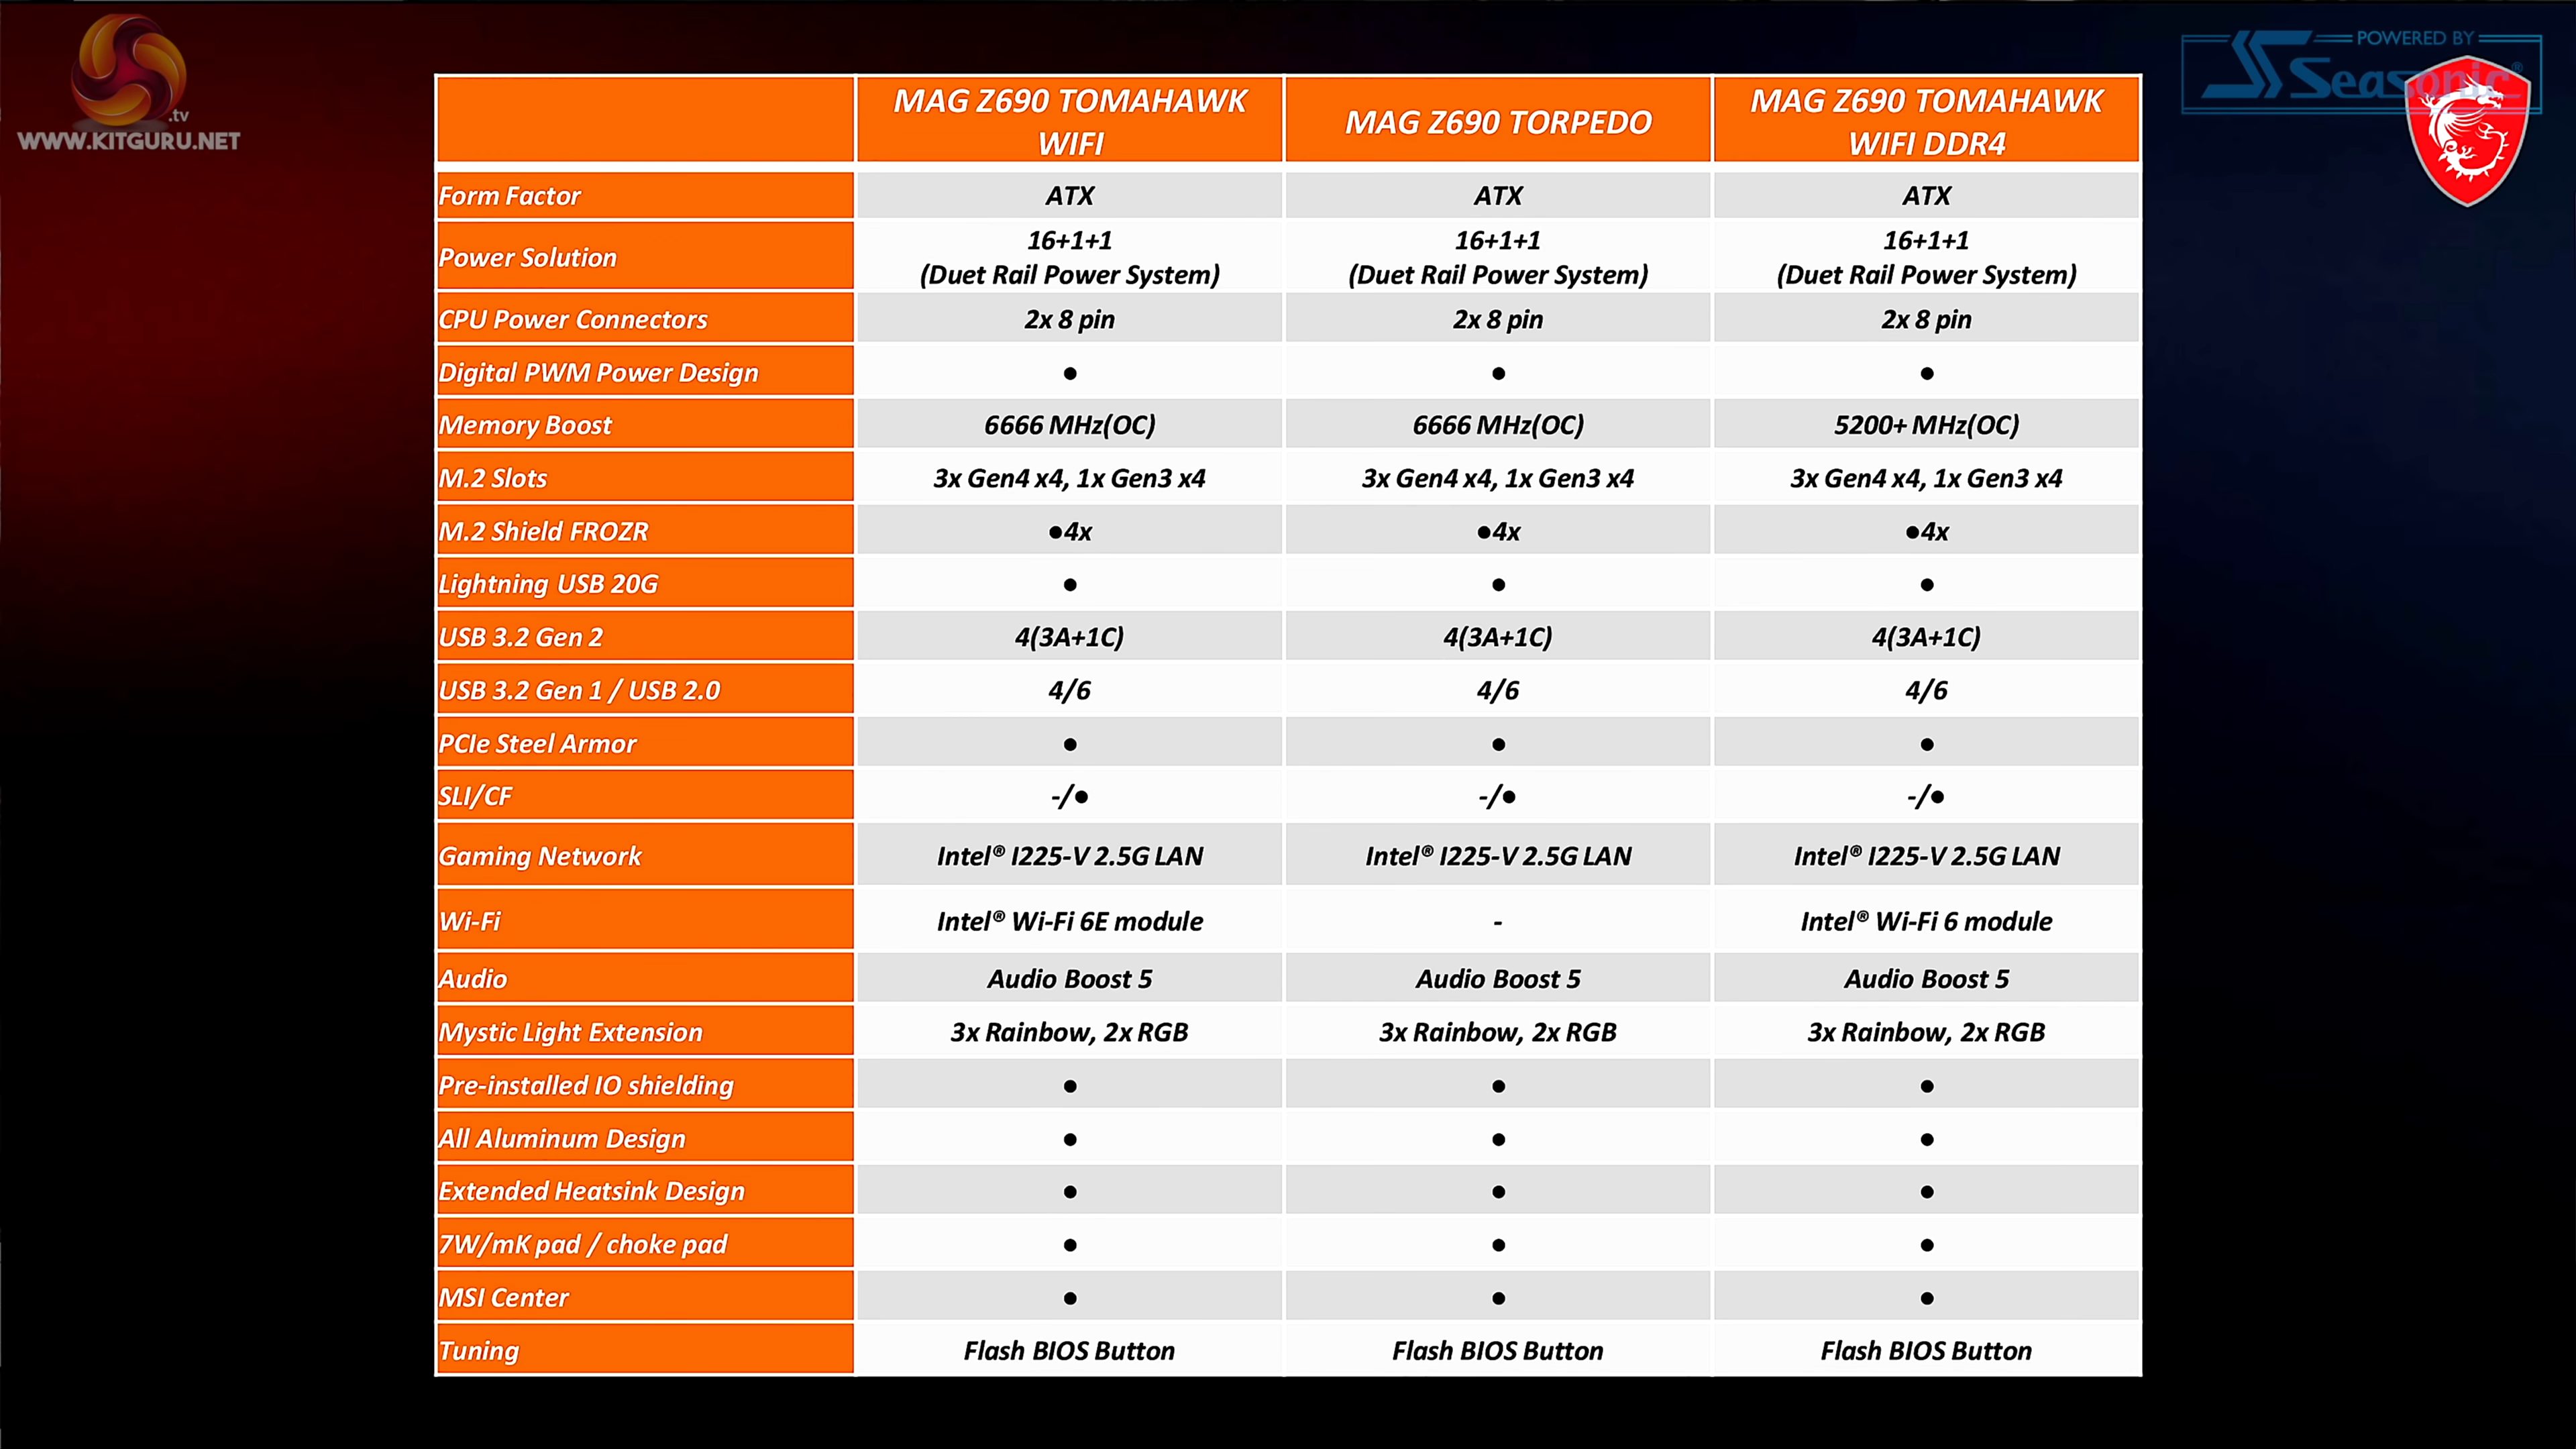 .tv
WWW.KITGURU.NET
POWERED BY
Seasonic®
MAG Z690 TOMAHAWK WIFI
MAG Z690 TORPEDO
MAG Z690 TOMAHAWK WIFI DDR4
Form Factor ATX ATX ATX
Power Solution 16+1+1 (Duet Rail Power System) 16+1+1 (Duet Rail Power System) 16+1+1 (Duet Rail Power System)
CPU Power Connectors 2x 8 pin 2x 8 pin 2x 8 pin
Digital PWM Power Design ● ● ●
Memory Boost 6666 MHz(OC) 6666 MHz(OC) 5200+ MHz(OC)
M.2 Slots 3x Gen4 x4, 1x Gen3 x4 3x Gen4 x4, 1x Gen3 x4 3x Gen4 x4, 1x Gen3 x4
M.2 Shield FROZR ●4x ●4x ●4x
Lightning USB 20G ● ● ●
USB 3.2 Gen 2 4(3A+1C) 4(3A+1C) 4(3A+1C)
USB 3.2 Gen 1 / USB 2.0 4/6 4/6 4/6
PCIe Steel Armor ● ● ●
SLI/CF -/● -/● -/●
Gaming Network Intel® I225-V 2.5G LAN Intel® I225-V 2.5G LAN Intel® I225-V 2.5G LAN
Wi-Fi Intel® Wi-Fi 6E module - Intel® Wi-Fi 6 module
Audio Audio Boost 5 Audio Boost 5 Audio Boost 5
Mystic Light Extension 3x Rainbow, 2x RGB 3x Rainbow, 2x RGB 3x Rainbow, 2x RGB
Pre-installed IO shielding ● ● ●
All Aluminum Design ● ● ●
Extended Heatsink Design ● ● ●
7W/mK pad / choke pad ● ● ●
MSI Center ● ● ●
Tuning Flash BIOS Button Flash BIOS Button Flash BIOS Button